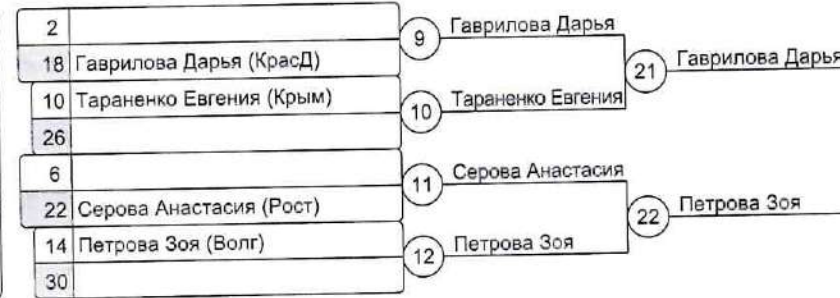 2
9 Гаврилова Дарья
18 Гаврилова Дарья (КрасД)
21 Гаврилова Дарья
10 Тараненко Евгения (Крым)
10 Тараненко Евгения
26
6
11 Серова Анастасия
22 Серова Анастасия (Рост)
22 Петрова Зоя
14 Петрова Зоя (Волг)
12 Петрова Зоя
30